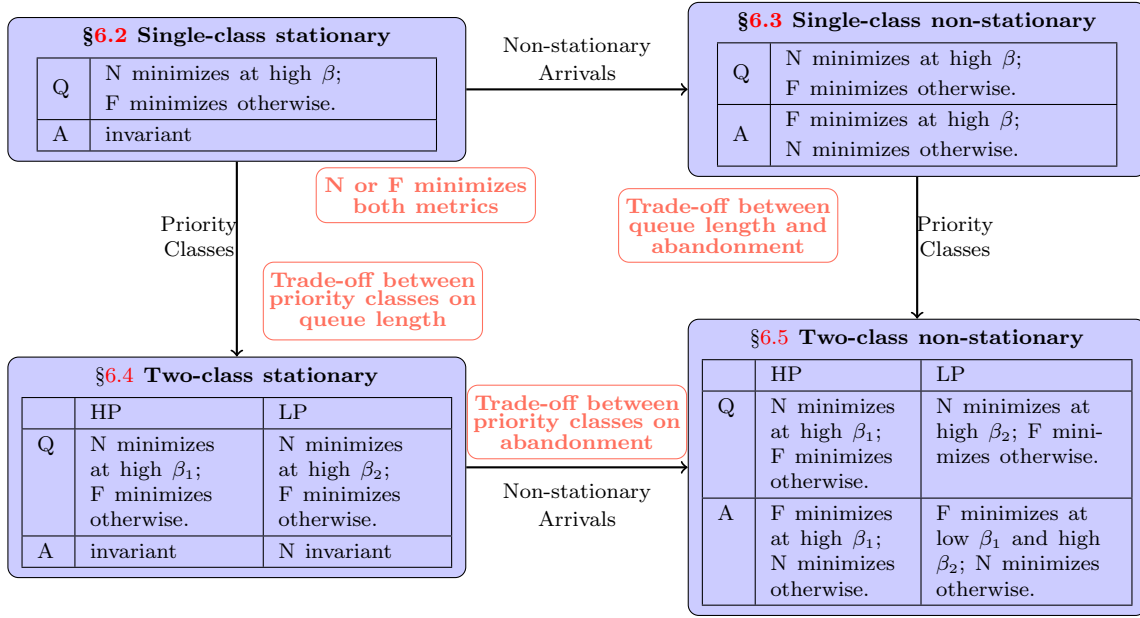 §6.2 Single-class stationary
Q
N minimizes at high β;
F minimizes otherwise.
A
invariant
Non-stationary
Arrivals
§6.3 Single-class non-stationary
Q
N minimizes at high β;
F minimizes otherwise.
A
F minimizes at high β;
N minimizes otherwise.
Priority
Classes
N or F minimizes
both metrics
Trade-off between
queue length and
abandonment
Priority
Classes
Trade-off between
priority classes on
queue length
§6.4 Two-class stationary
HP
LP
Q
N minimizes
at high β₁;
F minimizes
otherwise.
N minimizes
at high β₂;
F minimizes
otherwise.
A
invariant
N invariant
Trade-off between
priority classes on
abandonment
Non-stationary
Arrivals
§6.5 Two-class non-stationary
HP
LP
Q
N minimizes
at high β₁;
F minimizes
otherwise.
N minimizes at
high β₂; F mini-
mizes otherwise.
A
F minimizes
at high β₁;
N minimizes
otherwise.
F minimizes at
low β₁ and high
β₂; N minimizes
otherwise.